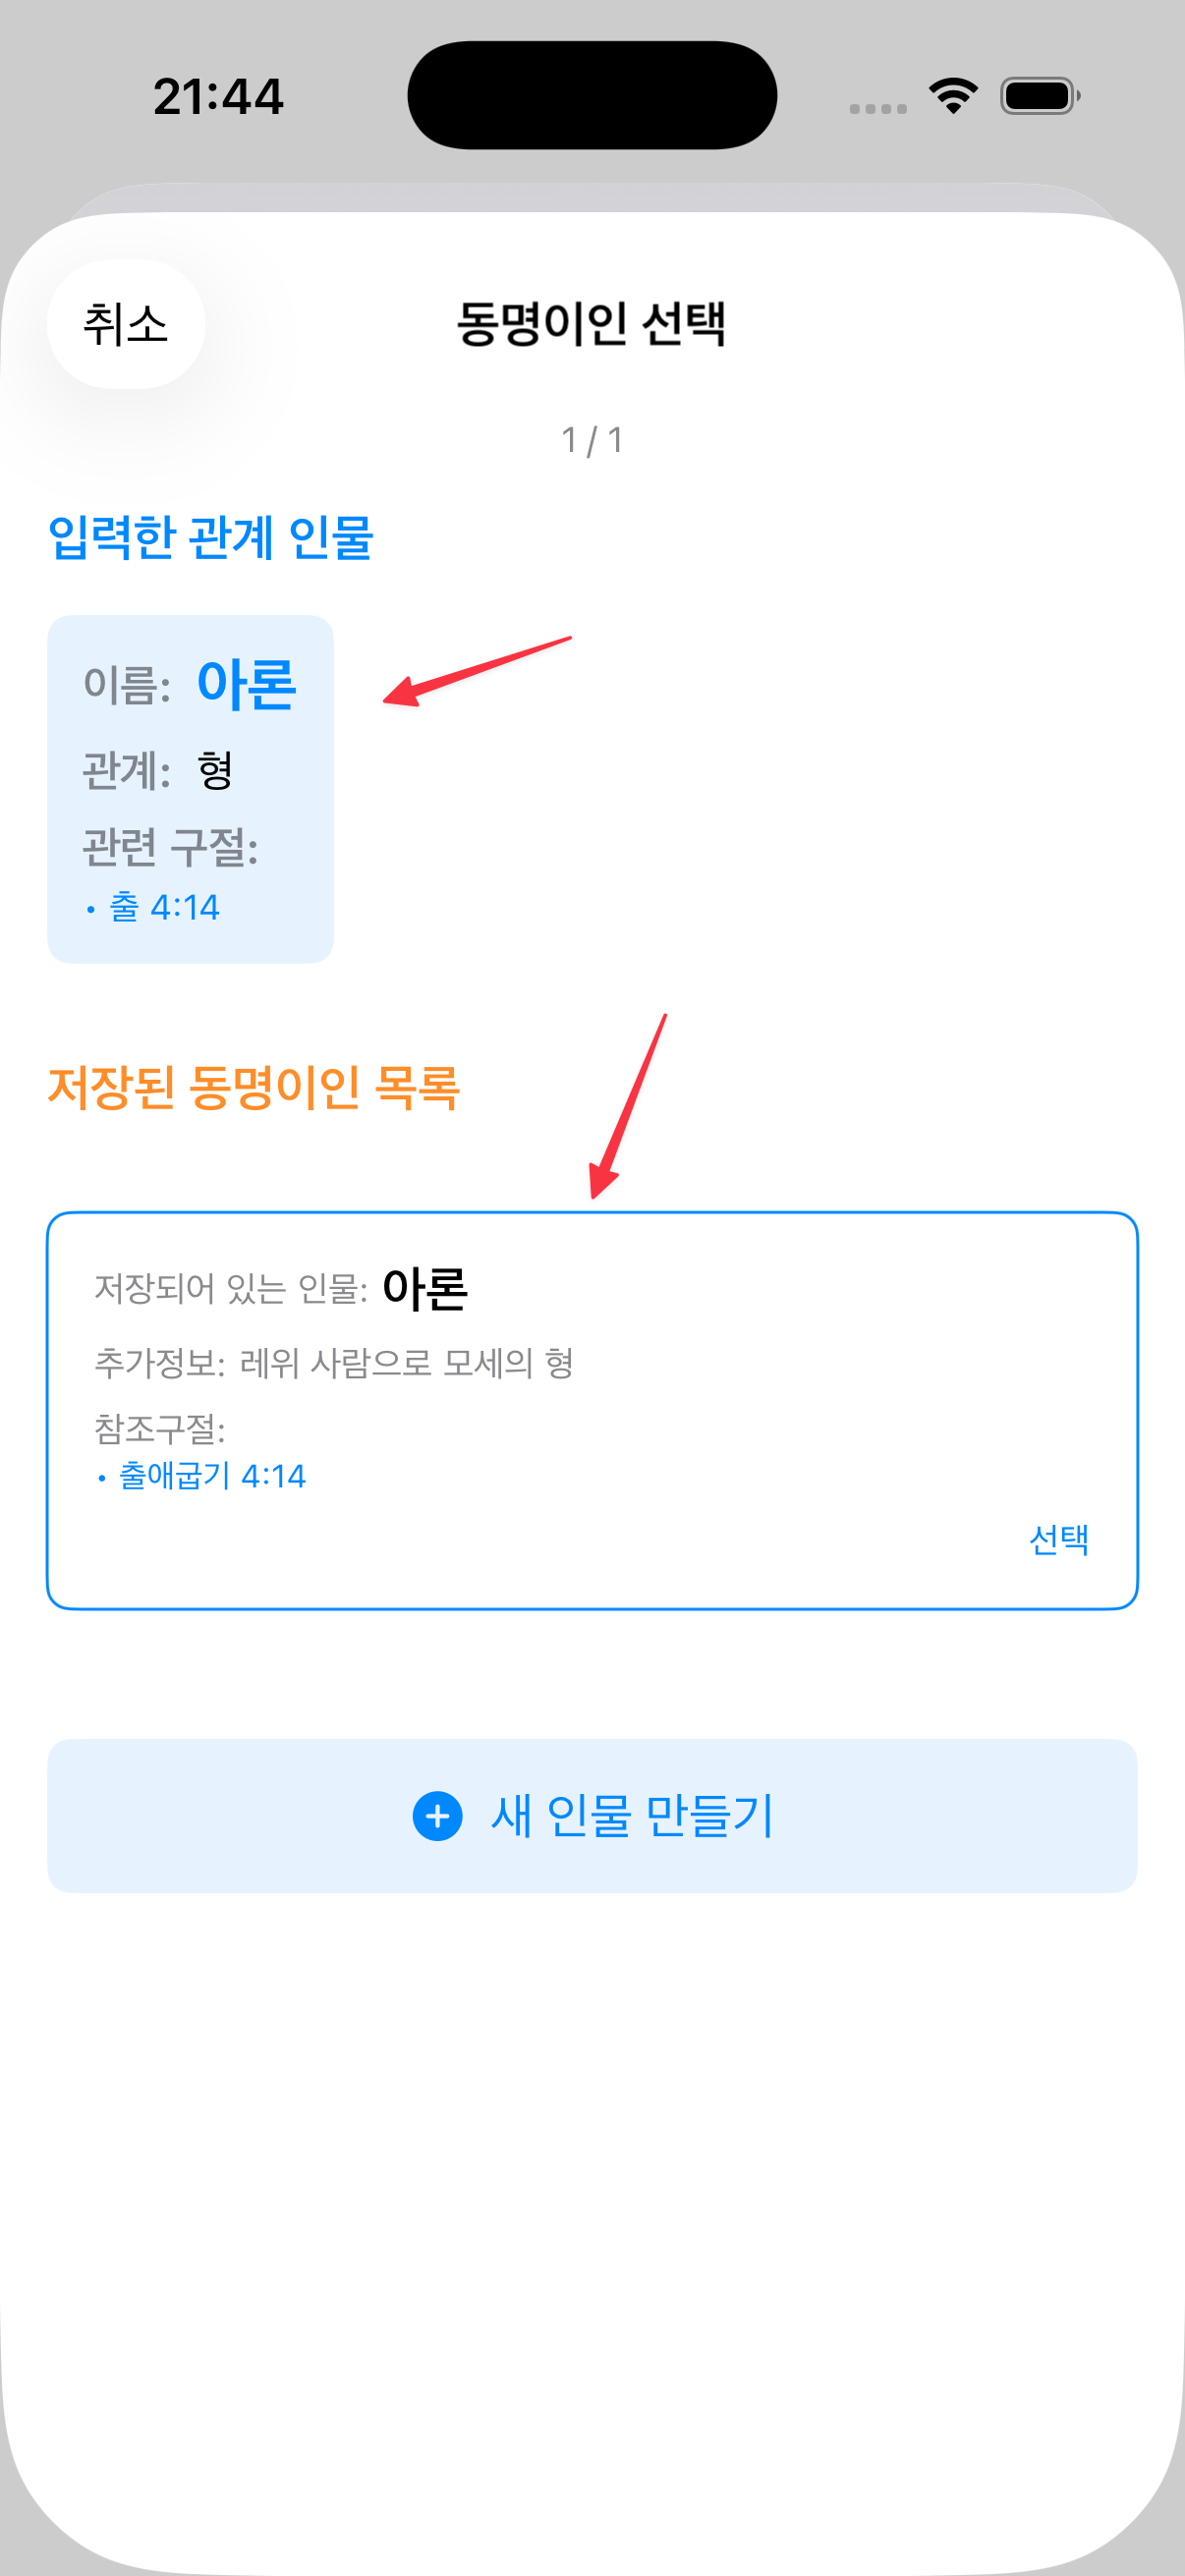 21:44
취소
동명이인 선택
1 / 1
입력한 관계 인물
이름: 아론
관계: 형
관련 구절:
• 출 4:14
저장된 동명이인 목록
저장되어 있는 인물: 아론
추가정보: 레위 사람으로 모세의 형
참조구절:
• 출애굽기 4:14
선택
새 인물 만들기